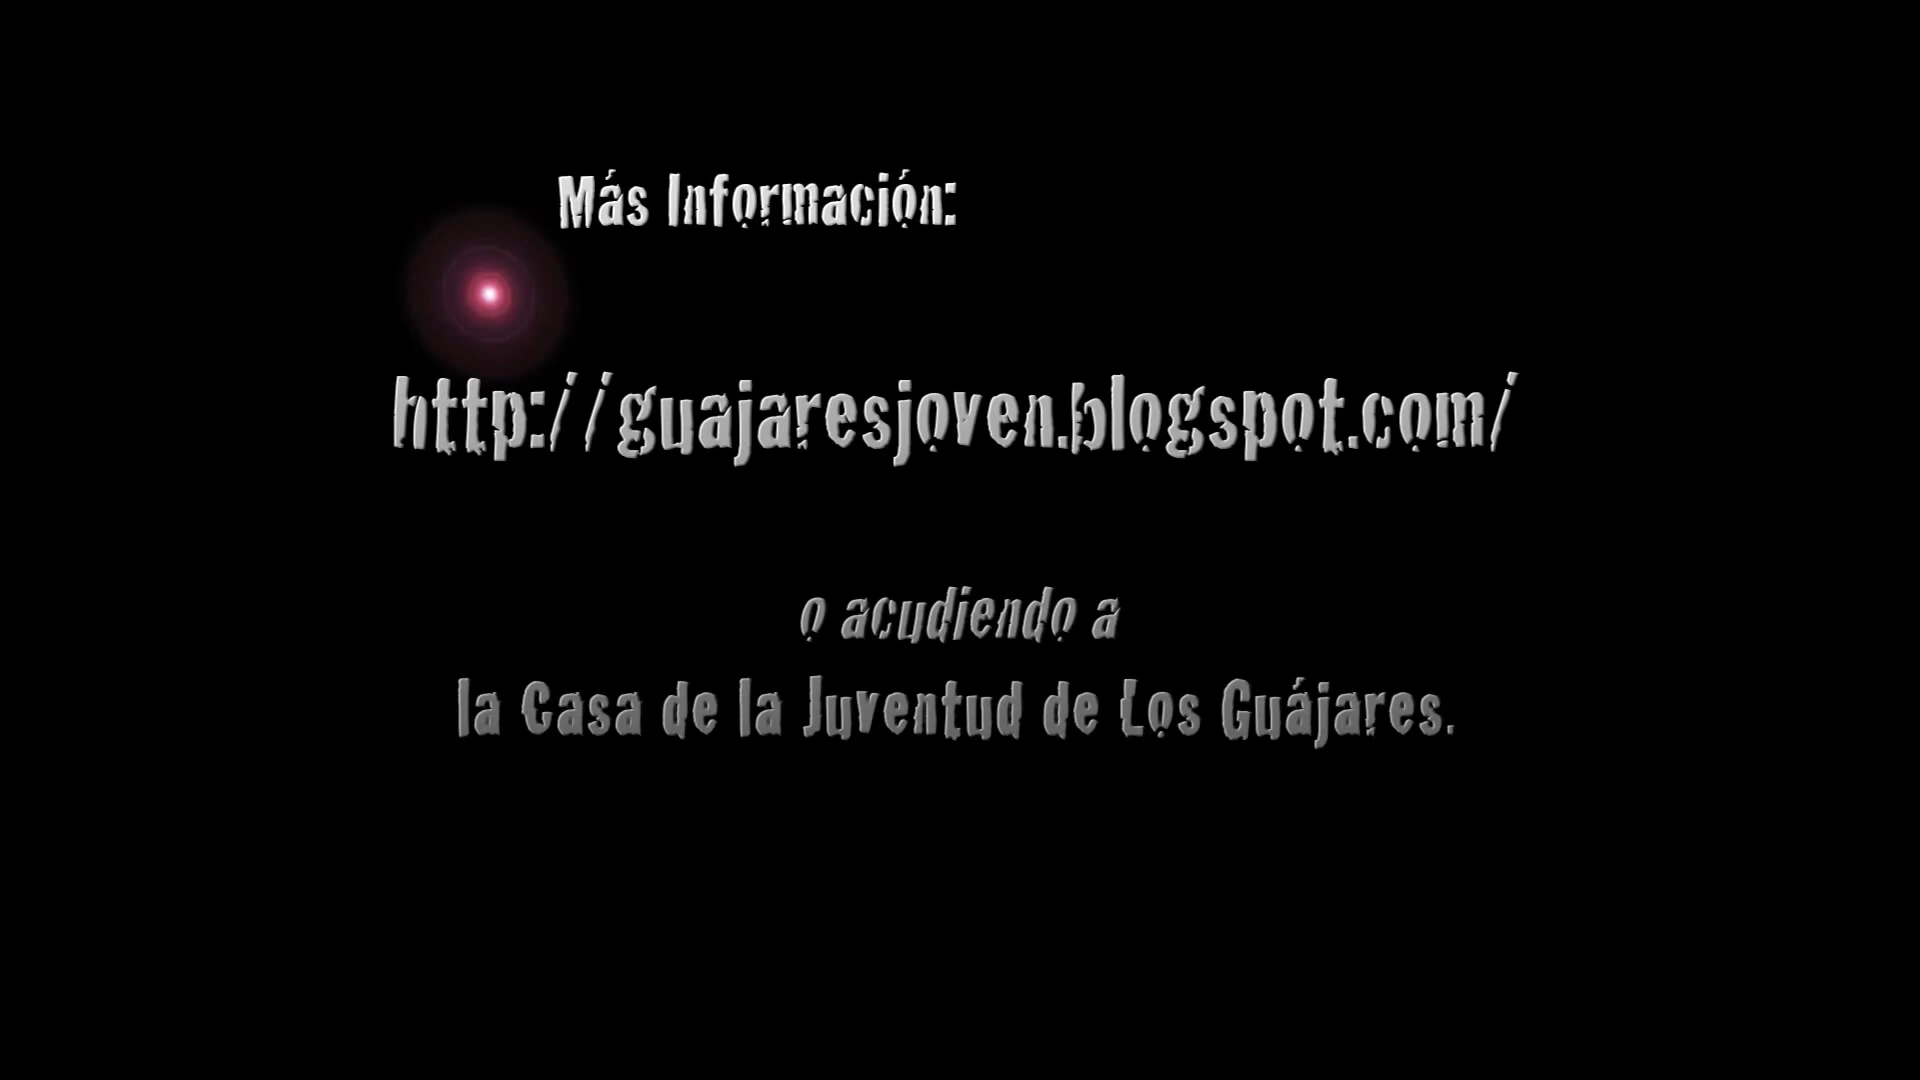 Más Información:
http://guajaresjoven.blogspot.com/
o acudiendo a
la Casa de la Juventud de Los Guájares.